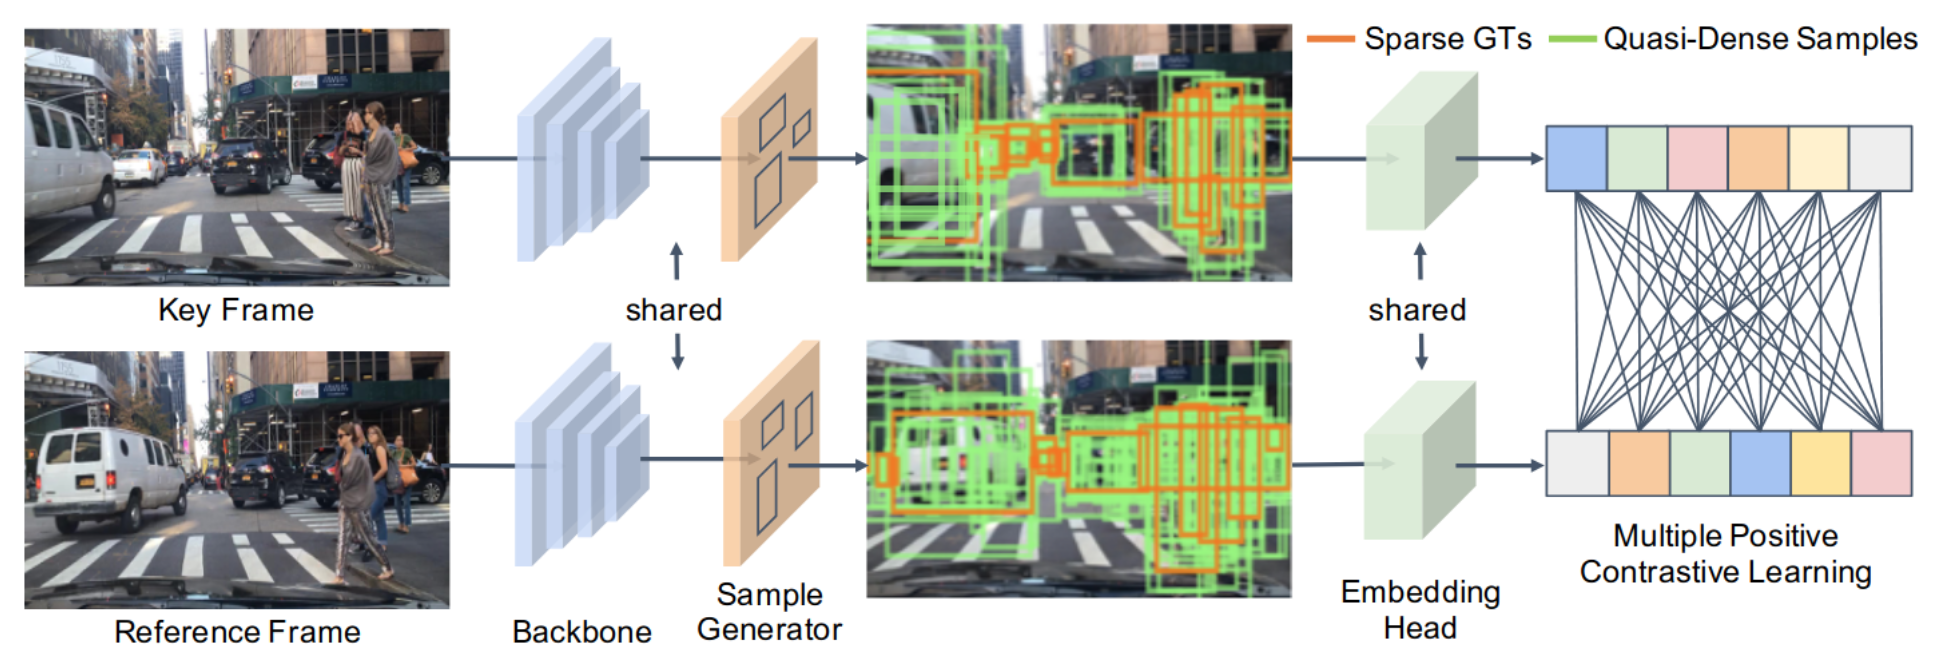 Sparse GTs
Quasi-Dense Samples
Key Frame
shared
shared
Reference Frame
Backbone
Sample
Generator
Embedding
Head
Multiple Positive
Contrastive Learning